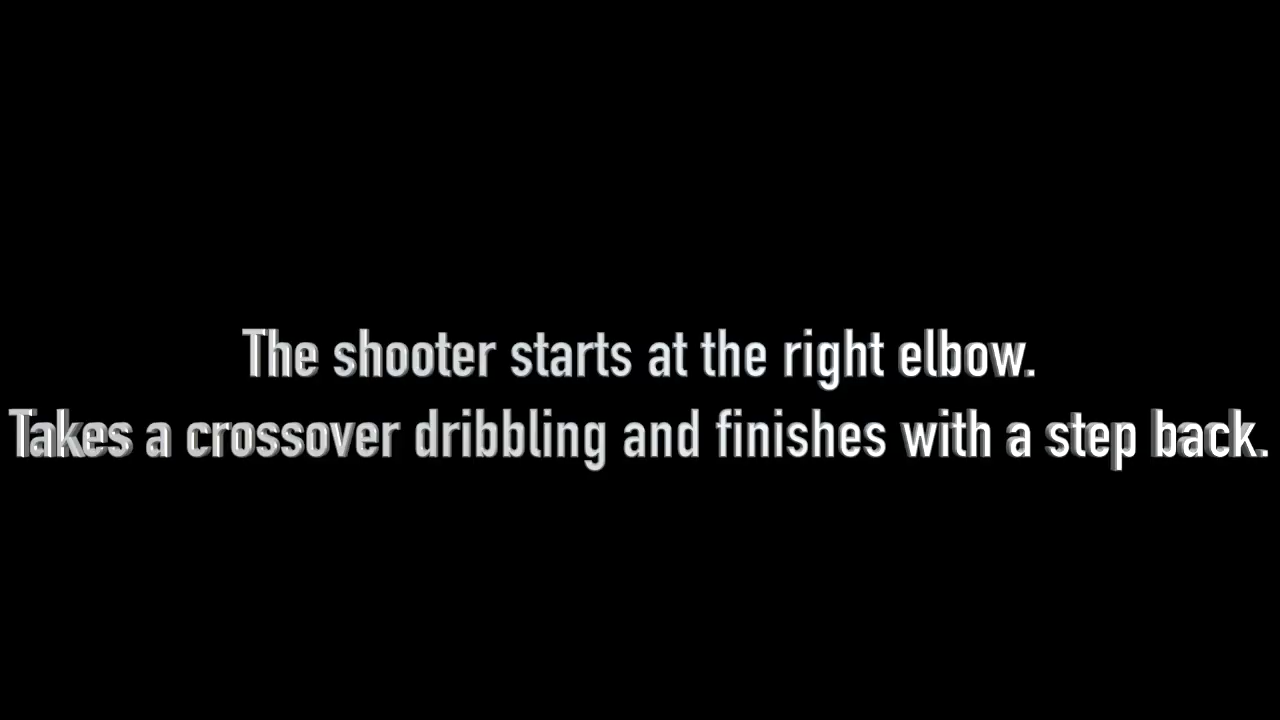 The shooter starts at the right elbow.
Takes a crossover dribbling and finishes with a step back.